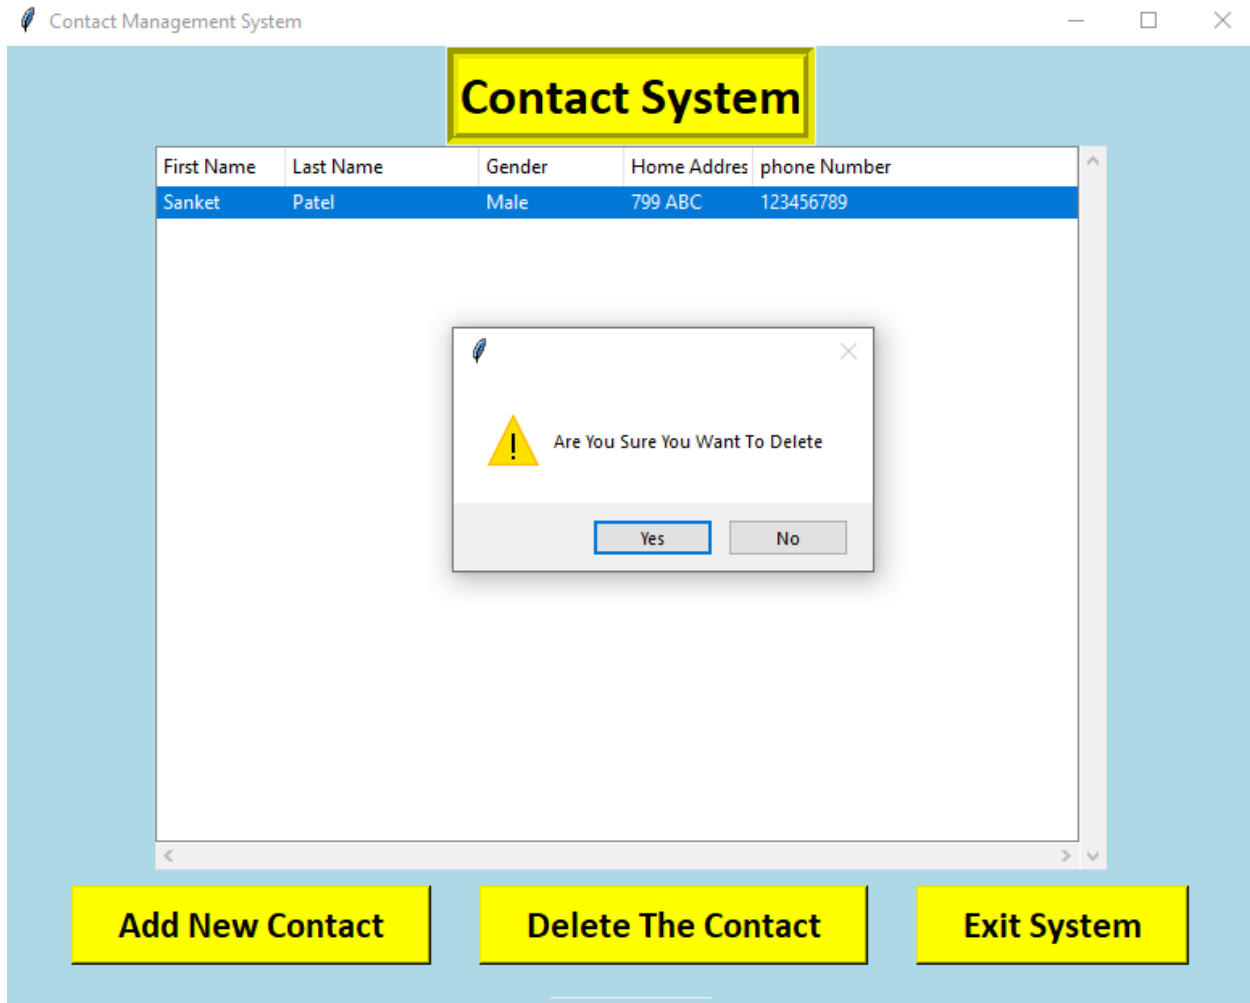 Contact Management System
Contact System
First Name Last Name Gender Home Addres phone Number
Sanket Patel Male 799 ABC 123456789
Are You Sure You Want To Delete
Yes No
Add New Contact Delete The Contact Exit System